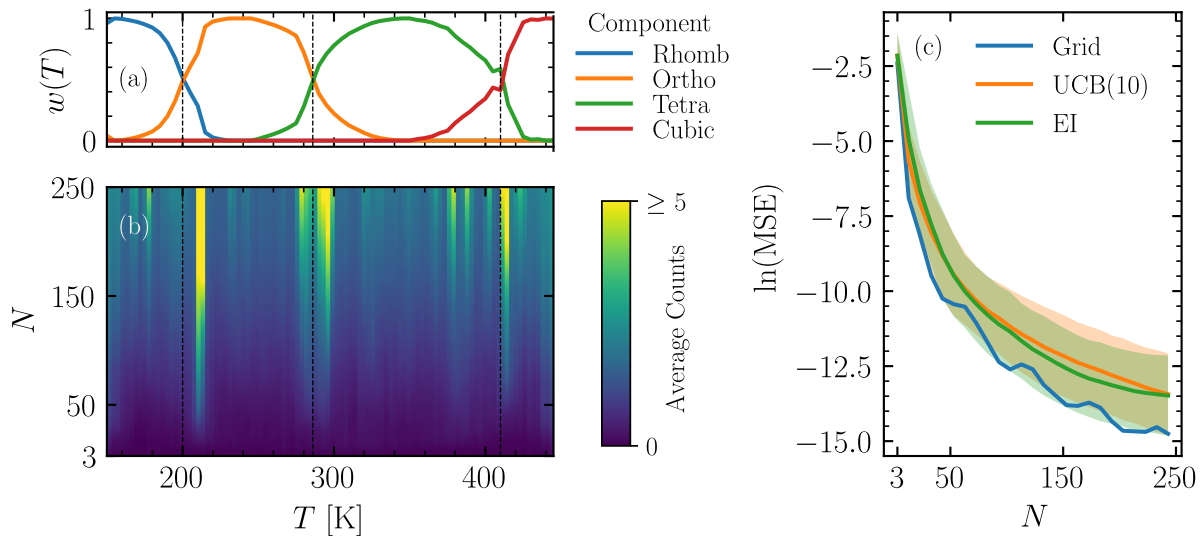 1
0
w(T)
(a)
Component
Rhomb
Ortho
Tetra
Cubic
250
150
50
3
N
(b)
200
300
400
T [K]
≥ 5
0
Average Counts
(c)
Grid
UCB(10)
EI
−2.5
−5.0
−7.5
−10.0
−12.5
−15.0
ln(MSE)
3
50
150
250
N